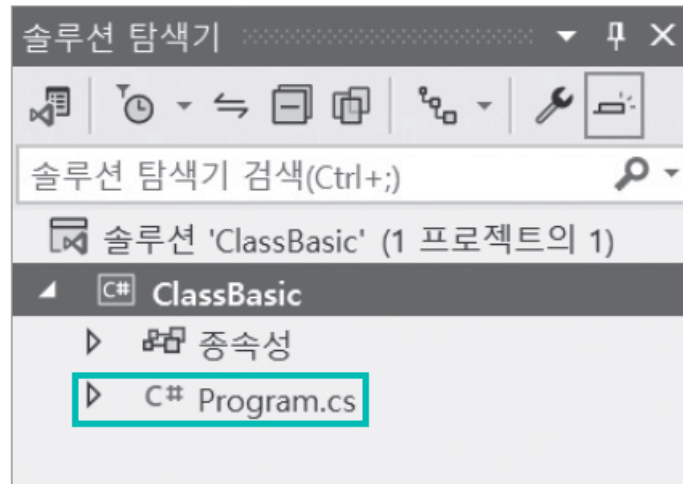 솔루션 탐색기
솔루션 탐색기 검색(Ctrl+;)
솔루션 'ClassBasic' (1 프로젝트의 1)
C# ClassBasic
종속성
C# Program.cs